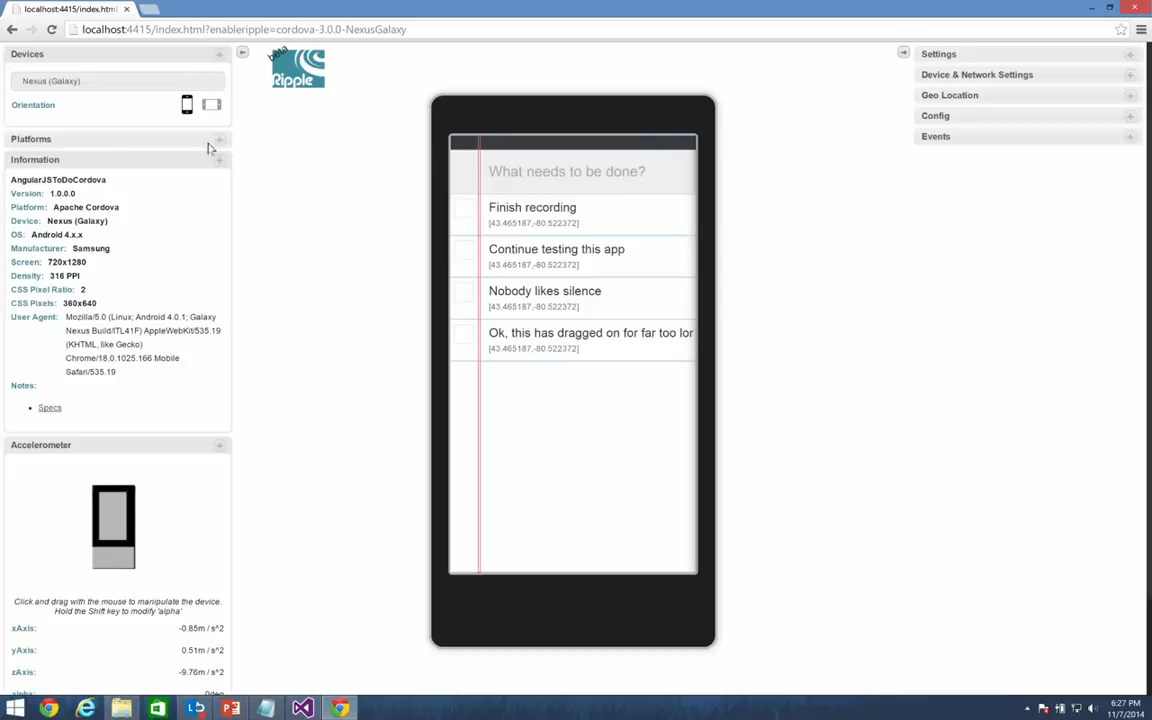 localhost:4415/index.html
localhost:4415/index.html?enableripple=cordova-3.0.0-NexusGalaxy
Devices
Nexus (Galaxy)
Orientation
Platforms
Information
AngularJSToDoCordova
Version: 1.0.0.0
Platform: Apache Cordova
Device: Nexus (Galaxy)
OS: Android 4.x.x
Manufacturer: Samsung
Screen: 720x1280
Density: 316 PPI
CSS Pixel Ratio: 2
CSS Pixels: 360x640
User Agent: Mozilla/5.0 (Linux; Android 4.0.1; Galaxy
Nexus Build/ITL41F) AppleWebKit/535.19
(KHTML, like Gecko)
Chrome/18.0.1025.166 Mobile
Safari/535.19
Notes:
Specs
Accelerometer
Click and drag with the mouse to manipulate the device.
Hold the Shift key to modify 'alpha'
xAxis: -0.85m / s^2
yAxis: 0.51m / s^2
zAxis: -9.76m / s^2
alpha: 0deg
beta
Ripple
What needs to be done?
Finish recording
[43.465187,-80.522372]
Continue testing this app
[43.465187,-80.522372]
Nobody likes silence
[43.465187,-80.522372]
Ok, this has dragged on for far too lor
[43.465187,-80.522372]
Settings
Device & Network Settings
Geo Location
Config
Events
6:27 PM
11/7/2014